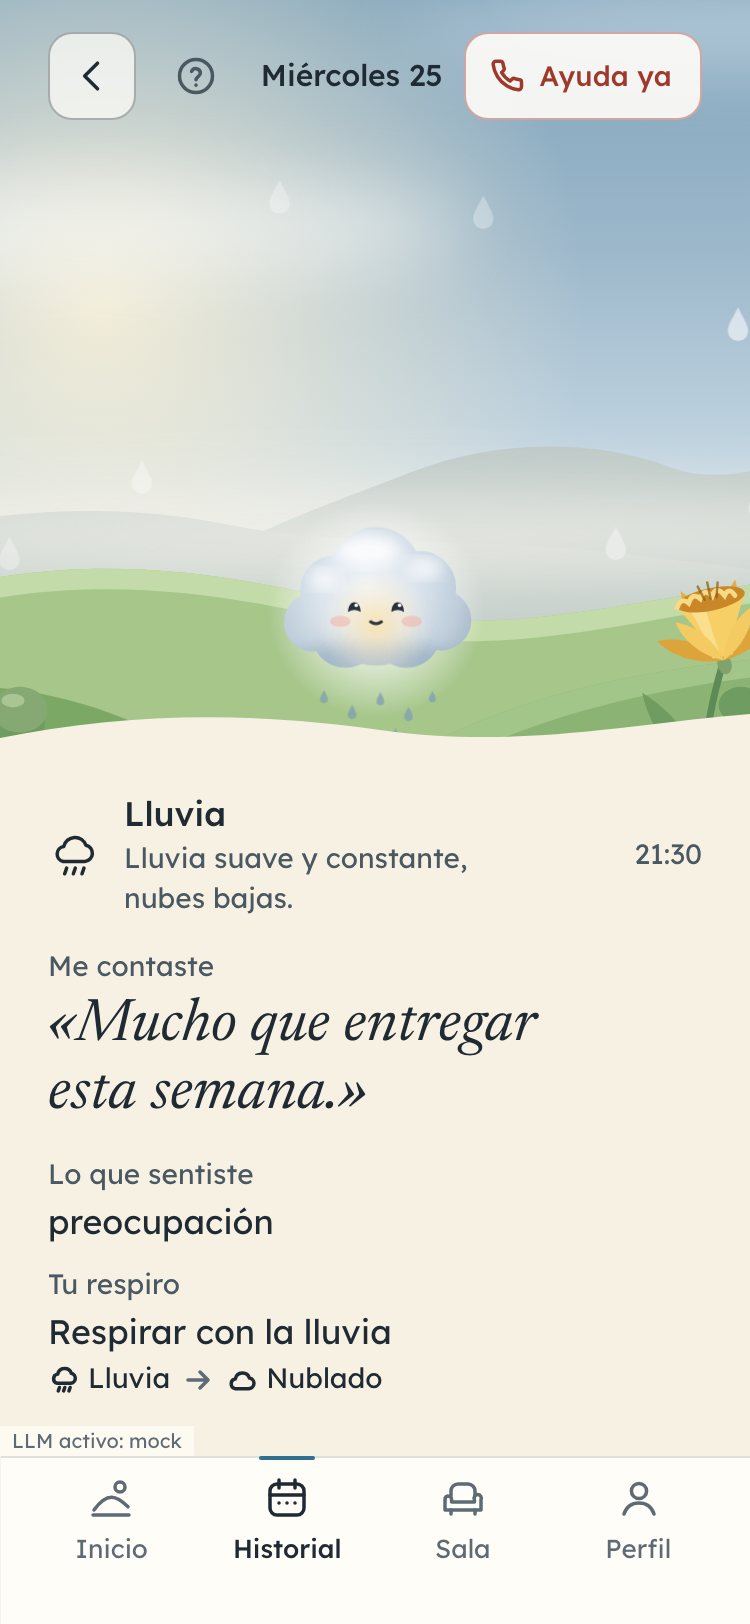 Miércoles 25
Ayuda ya
Lluvia
Lluvia suave y constante,
nubes bajas.
21:30
Me contaste
«Mucho que entregar
esta semana.»
Lo que sentiste
preocupación
Tu respiro
Respirar con la lluvia
Lluvia → Nublado
LLM activo: mock
Inicio
Historial
Sala
Perfil